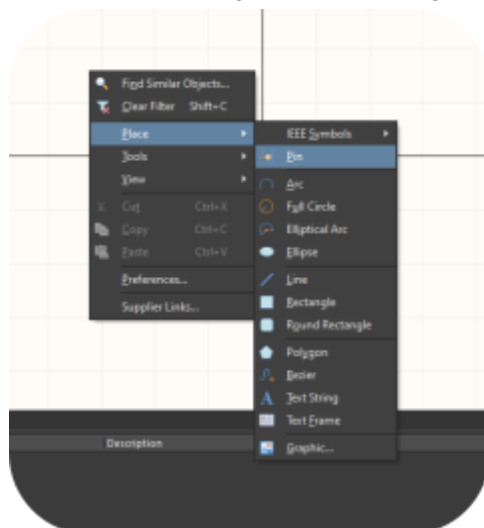 Find Similar Objects...
Clear Filter Shift+C
Place
Tools
View
Cut Ctrl+X
Copy Ctrl+C
Paste Ctrl+V
Preferences...
Supplier Links...
IEEE Symbols
Pin
Arc
Full Circle
Elliptical Arc
Ellipse
Line
Rectangle
Round Rectangle
Polygon
Bezier
Text String
Text Frame
Graphic...
Description